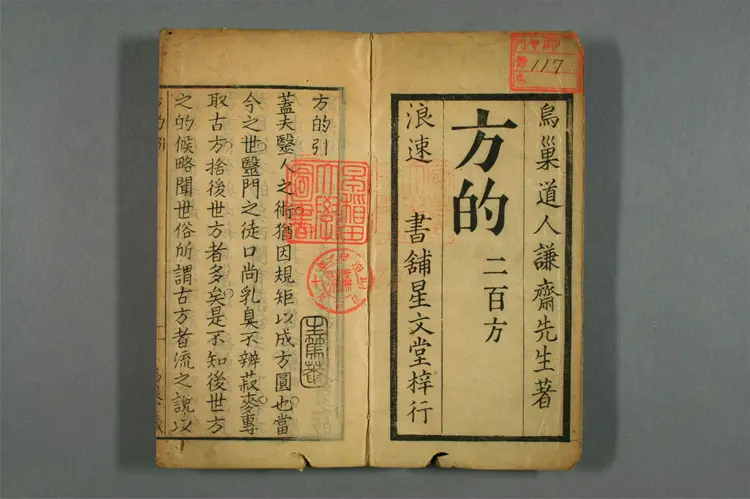 117
烏巢道人謙齋先生著
方的
二百方
浪速 書舖星文堂梓行
方的引
蓋夫毉人之術猶因規矩以成方圓也當
今之世毉門之徒口尚乳臭不辨菽麥專
取古方捨後世方者多矣是不知後世方
之的候略聞世俗所謂古方者流之說以